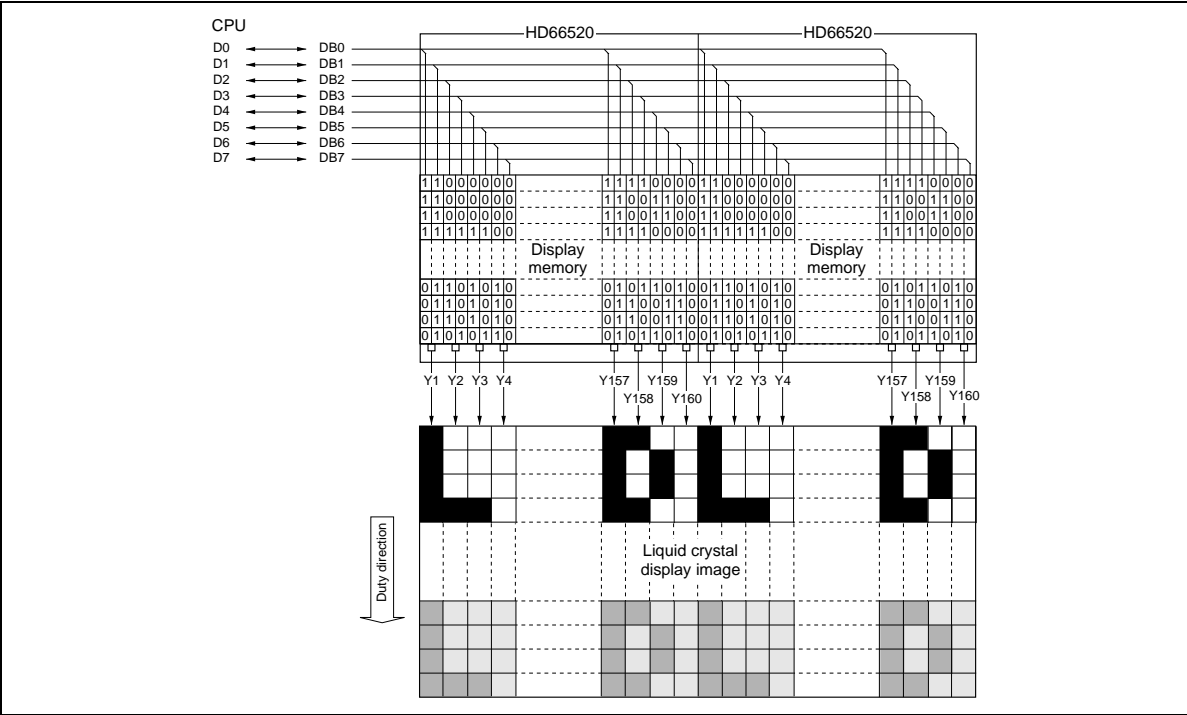 CPU
HD66520 HD66520
D0 DB0
D1 DB1
D2 DB2
D3 DB3
D4 DB4
D5 DB5
D6 DB6
D7 DB7
1 1 0 0 0 0 0 0 1 1 1 1 0 0 0 0 1 1 0 0 0 0 0 0 1 1 1 1 0 0 0 0
1 1 0 0 0 0 0 0 1 1 0 0 1 1 0 0 1 1 0 0 0 0 0 0 1 1 0 0 1 1 0 0
1 1 0 0 0 0 0 0 1 1 0 0 1 1 0 0 1 1 0 0 0 0 0 0 1 1 0 0 1 1 0 0
1 1 1 1 1 1 0 0 1 1 1 1 0 0 0 0 1 1 1 1 1 1 0 0 1 1 1 1 0 0 0 0
Display memory Display memory
0 1 1 0 1 0 1 0 0 1 0 1 1 0 1 0 0 1 1 0 1 0 1 0 0 1 0 1 1 0 1 0
0 1 1 0 1 0 1 0 0 1 1 0 0 1 1 0 0 1 1 0 1 0 1 0 0 1 1 0 0 1 1 0
0 1 1 0 1 0 1 0 0 1 1 0 0 1 1 0 0 1 1 0 1 0 1 0 0 1 1 0 0 1 1 0
0 1 0 1 0 1 1 0 0 1 0 1 1 0 1 0 0 1 0 1 0 1 1 0 0 1 0 1 1 0 1 0
Y1 Y2 Y3 Y4 Y157 Y159 Y1 Y2 Y3 Y4 Y157 Y159
Y158 Y160 Y158 Y160
Liquid crystal
display image
Duty direction